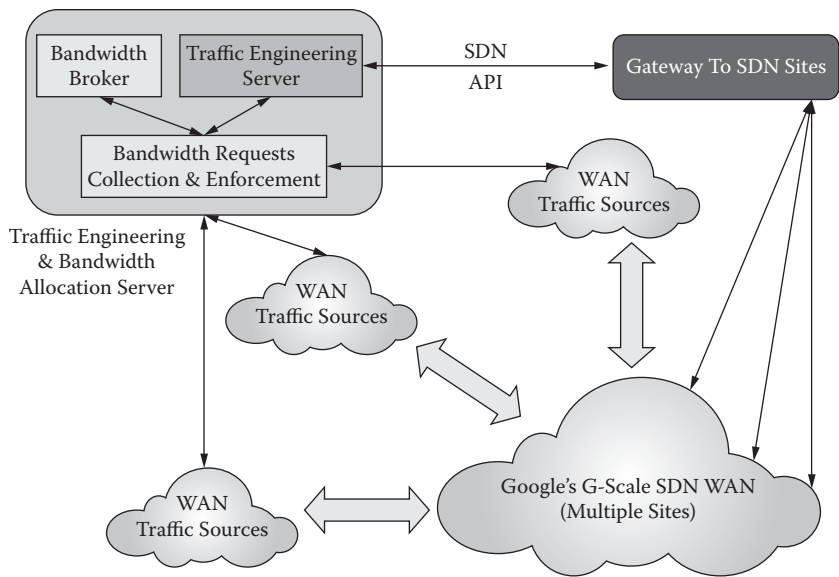 Bandwidth
Broker
Traffic Engineering
Server
SDN
API
Gateway To SDN Sites
Bandwidth Requests
Collection & Enforcement
WAN
Traffic Sources
Traffiic Engineering
& Bandwidth
Allocation Server
WAN
Traffic Sources
WAN
Traffic Sources
Google's G-Scale SDN WAN
(Multiple Sites)